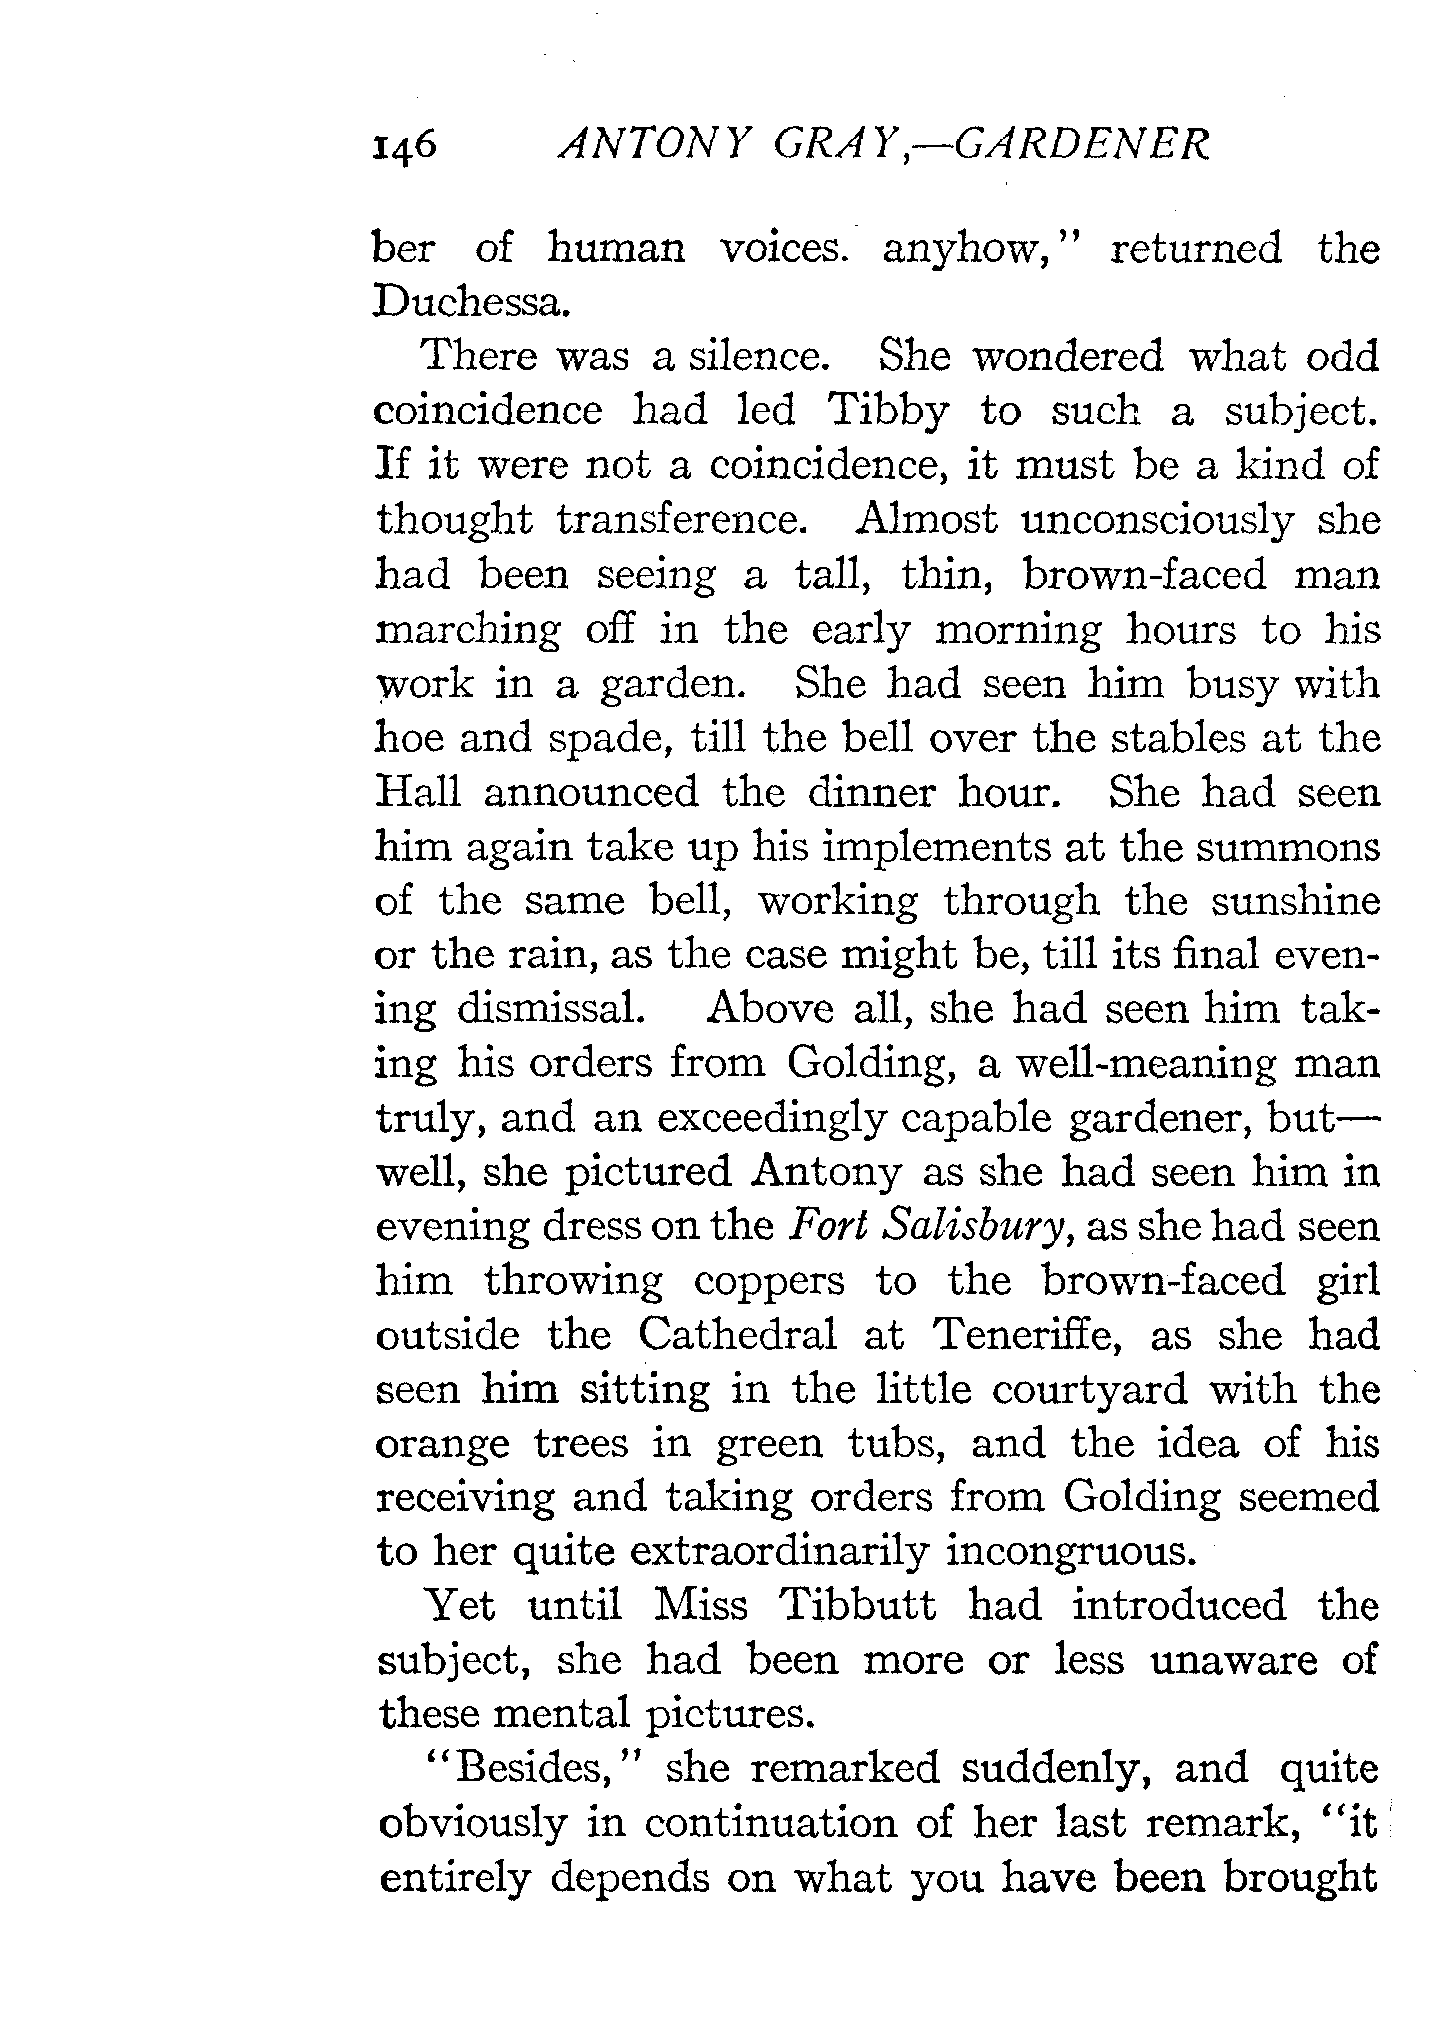 146 ANTONY GRAY,—GARDENER
ber of human voices. anyhow," returned the
Duchessa.
There was a silence. She wondered what odd
coincidence had led Tibby to such a subject.
If it were not a coincidence, it must be a kind of
thought transference. Almost unconsciously she
had been seeing a tall, thin, brown-faced man
marching off in the early morning hours to his
work in a garden. She had seen him busy with
hoe and spade, till the bell over the stables at the
Hall announced the dinner hour. She had seen
him again take up his implements at the summons
of the same bell, working through the sunshine
or the rain, as the case might be, till its final even-
ing dismissal. Above all, she had seen him tak-
ing his orders from Golding, a well-meaning man
truly, and an exceedingly capable gardener, but—
well, she pictured Antony as she had seen him in
evening dress on the Fort Salisbury, as she had seen
him throwing coppers to the brown-faced girl
outside the Cathedral at Teneriffe, as she had
seen him sitting in the little courtyard with the
orange trees in green tubs, and the idea of his
receiving and taking orders from Golding seemed
to her quite extraordinarily incongruous.
Yet until Miss Tibbutt had introduced the
subject, she had been more or less unaware of
these mental pictures.
"Besides," she remarked suddenly, and quite
obviously in continuation of her last remark, "it
entirely depends on what you have been brought